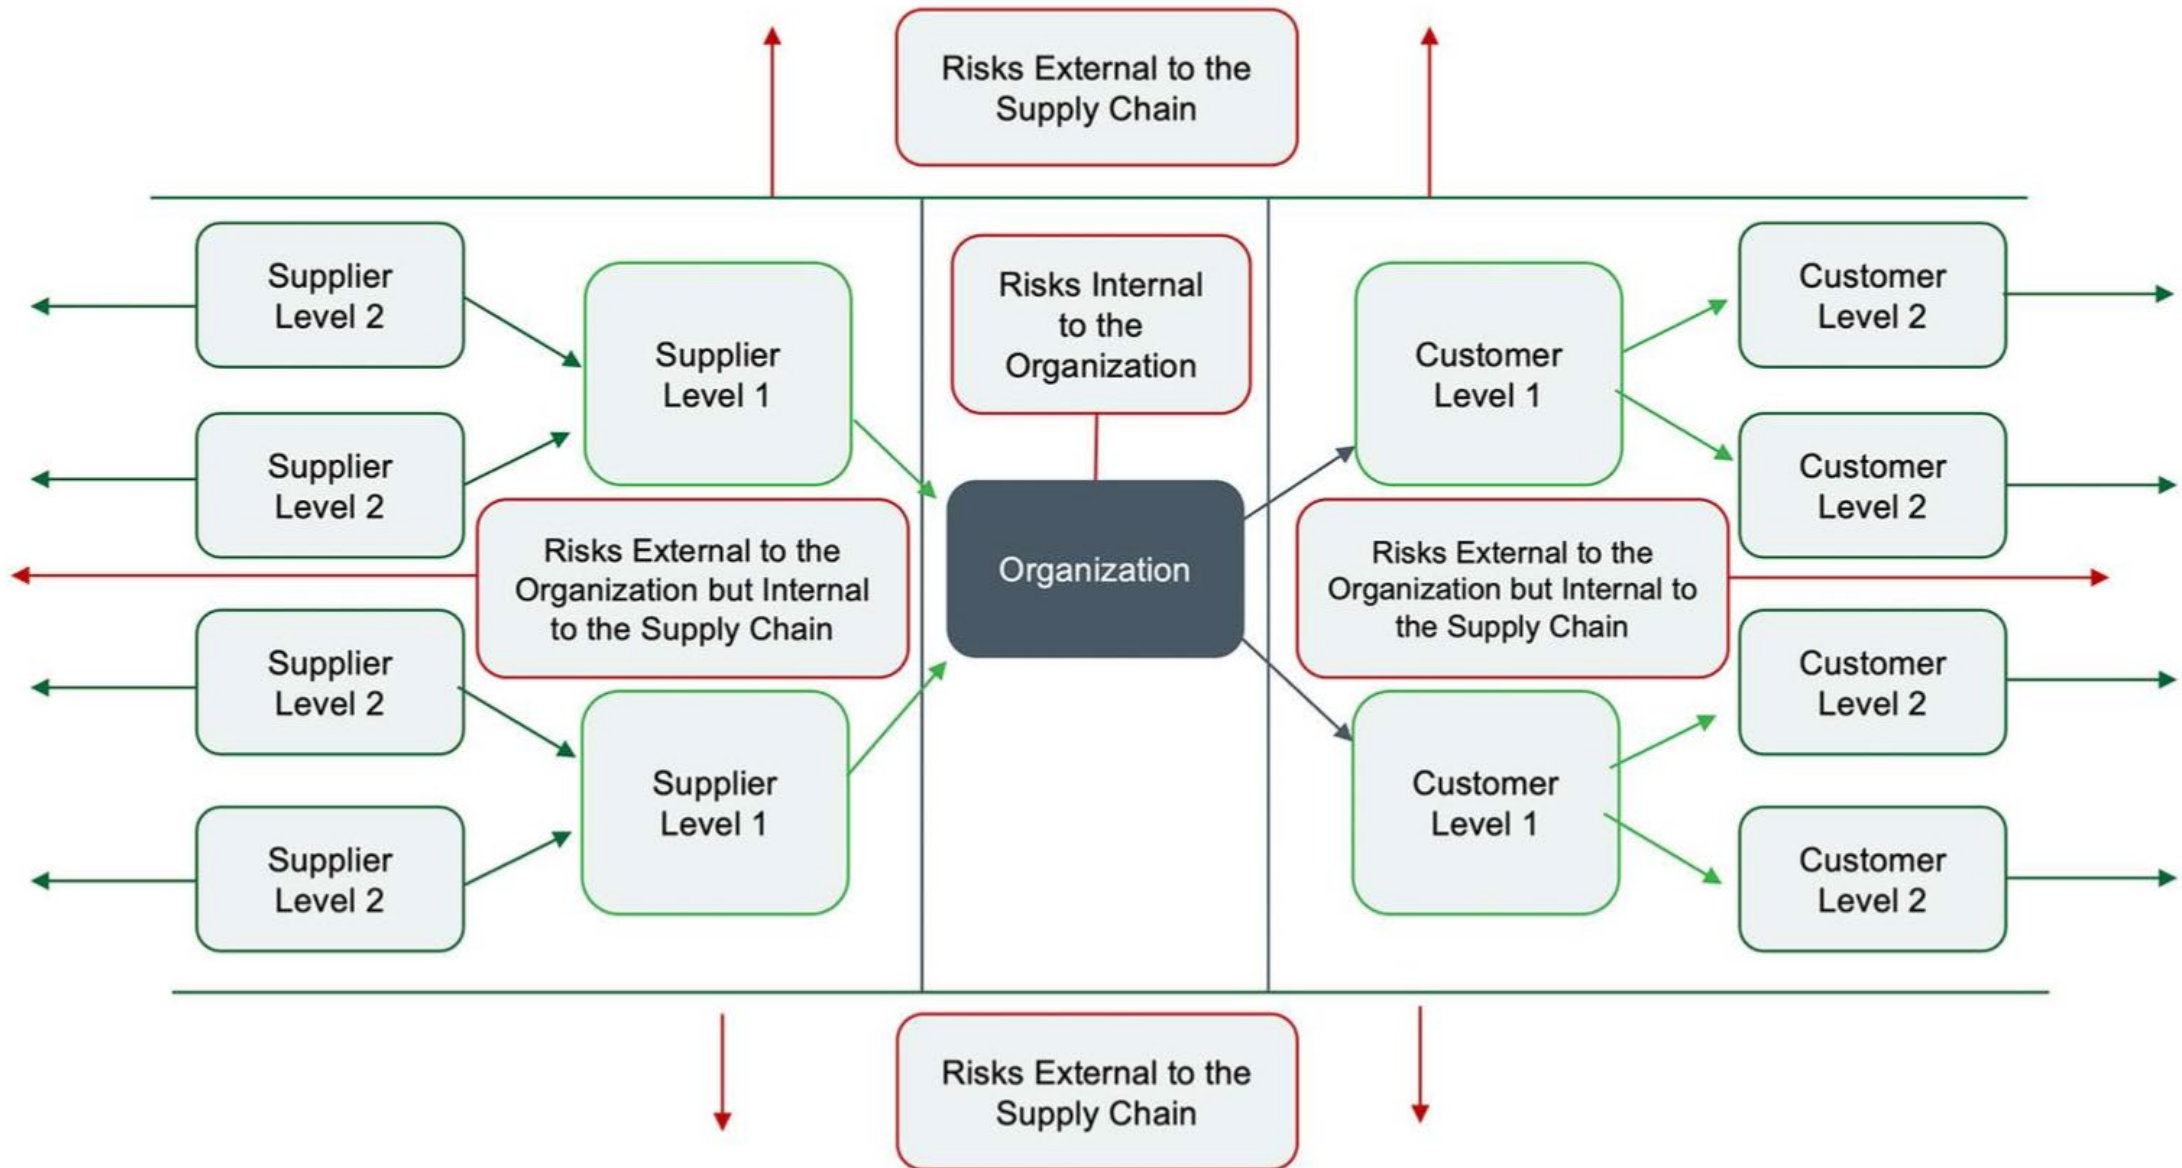 Risks External to the
Supply Chain
Supplier
Level 2
Supplier
Level 1
Risks Internal
to the
Organization
Customer
Level 1
Customer
Level 2
Supplier
Level 2
Customer
Level 2
Risks External to the
Organization but Internal
to the Supply Chain
Organization
Risks External to the
Organization but Internal to
the Supply Chain
Supplier
Level 2
Customer
Level 2
Supplier
Level 1
Customer
Level 1
Supplier
Level 2
Customer
Level 2
Risks External to the
Supply Chain